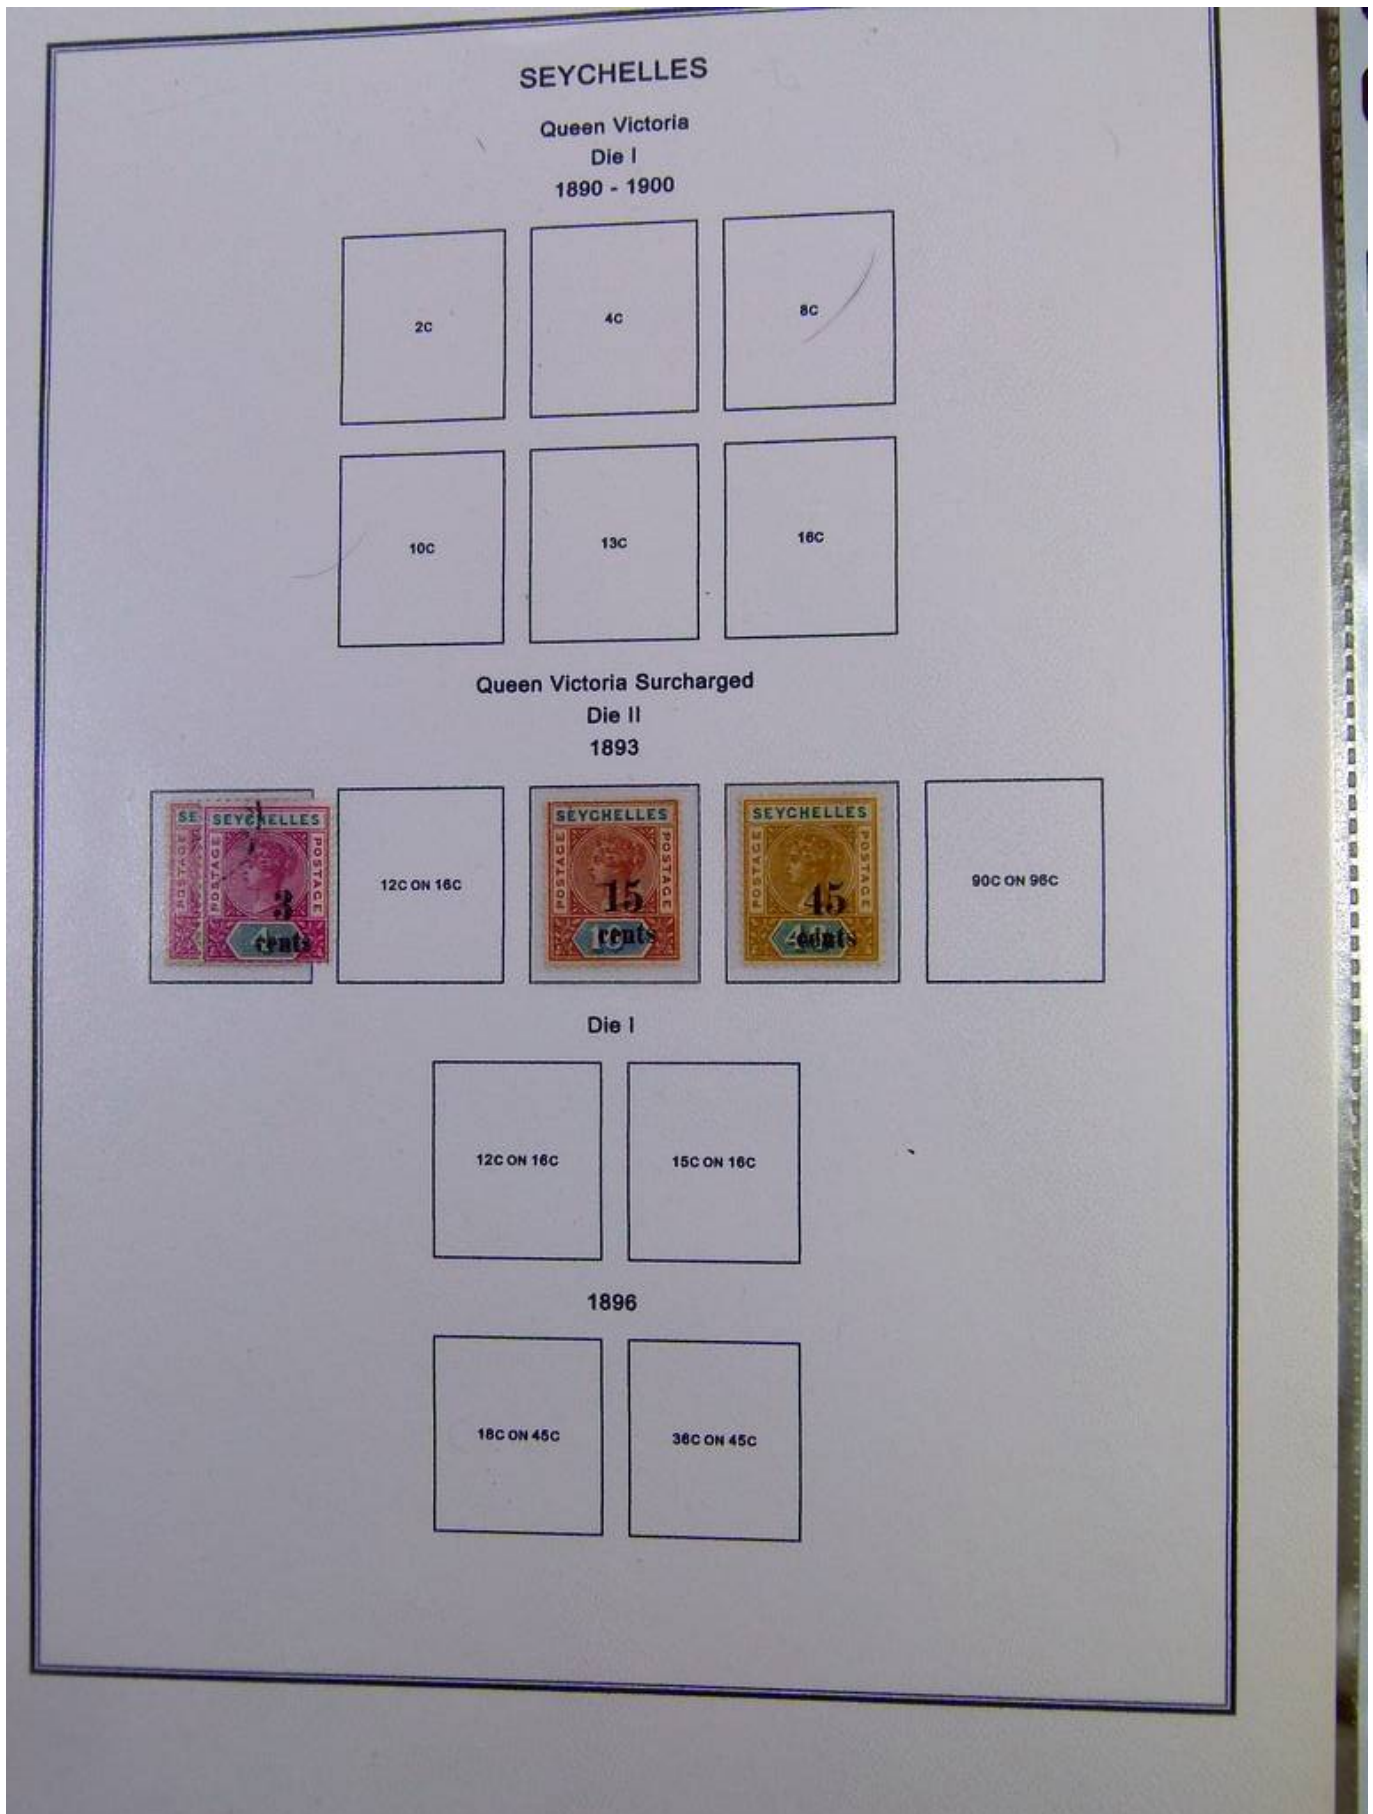 SEYCHELLES
Queen Victoria
Die I
1890 - 1900
2C
4C
8C
10C
13C
16C
Queen Victoria Surcharged
Die II
1893
SE
POSTAGE
SEYCHELLES
POSTAGE
POSTAGE
3
cents
12C ON 16C
SEYCHELLES
POSTAGE
POSTAGE
15
cents
SEYCHELLES
POSTAGE
POSTAGE
45
cents
90C ON 96C
Die I
12C ON 16C
15C ON 16C
1896
18C ON 45C
36C ON 45C